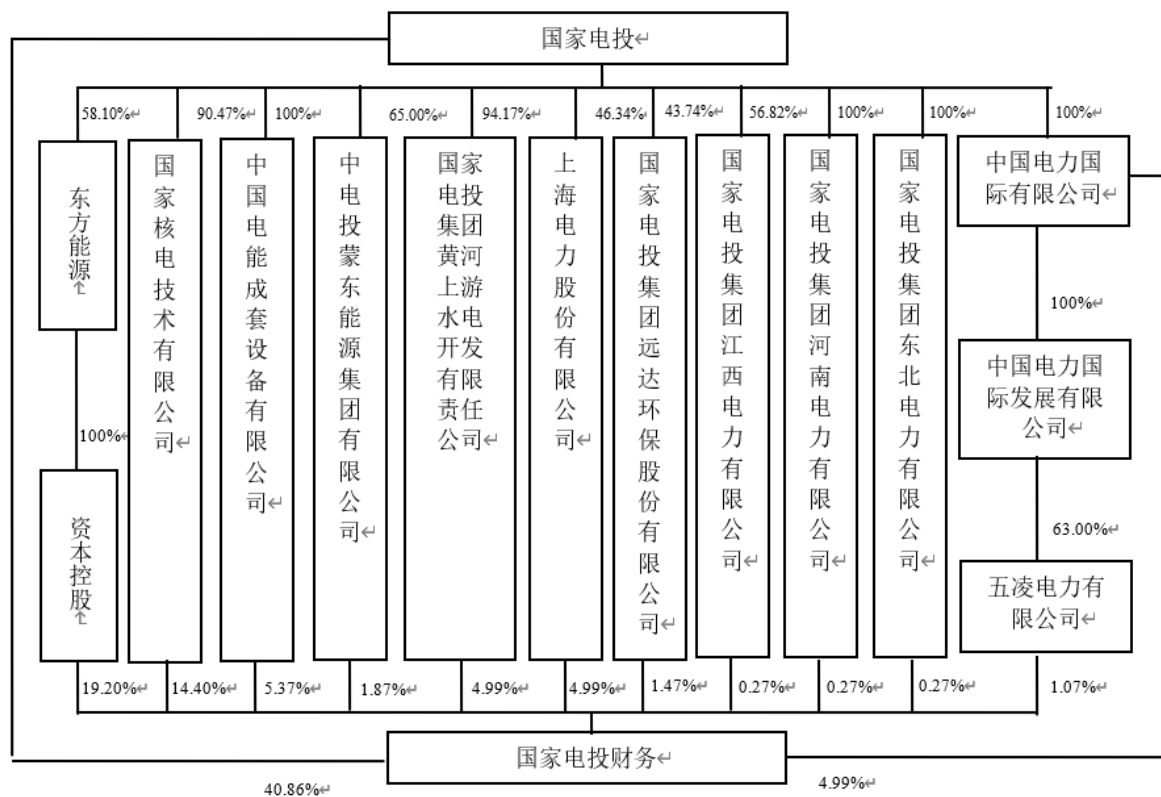 国家电投
58.10%
90.47%
100%
65.00%
94.17%
46.34%
43.74%
56.82%
100%
100%
100%
东方能源
国家核电技术有限公司
中国电能成套设备有限公司
中电投蒙东能源集团有限公司
国家电投集团黄河上游水电开发有限责任公司
上海电力股份有限公司
国家电投集团远达环保股份有限公司
国家电投集团江西电力有限公司
国家电投集团河南电力有限公司
国家电投集团东北电力有限公司
中国电力国
际有限公司
100%
100%
中国电力国
际发展有限
公司
资本控股
63.00%
五凌电力有
限公司
19.20%
14.40%
5.37%
1.87%
4.99%
4.99%
1.47%
0.27%
0.27%
0.27%
1.07%
国家电投财务
40.86%
4.99%